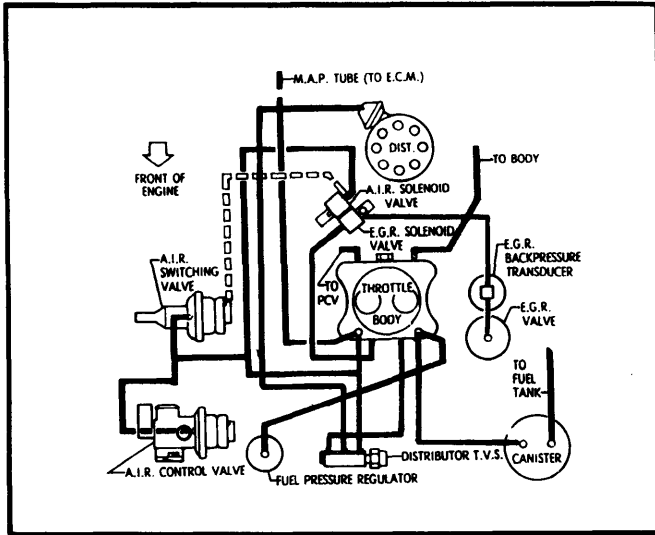 M.A.P. TUBE (TO E.C.M.)
DIST.
TO BODY
FRONT OF
ENGINE
A.I.R. SOLENOID
VALVE
E.G.R. SOLENOID
VALVE
E.G.R.
BACKPRESSURE
TRANSDUCER
A.I.R.
SWITCHING
VALVE
TO
PCV
THROTTLE
BODY
E.G.R.
VALVE
TO
FUEL
TANK
A.I.R. CONTROL VALVE
FUEL PRESSURE REGULATOR
DISTRIBUTOR T.V.S.
CANISTER